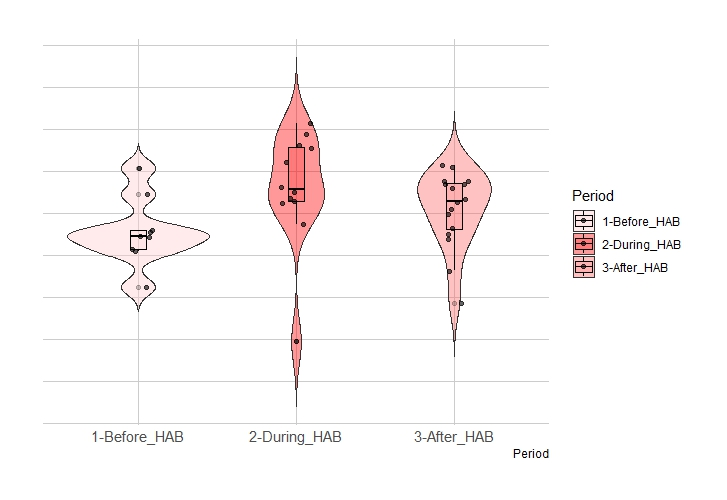 Period
1-Before_HAB
2-During_HAB
3-After_HAB
1-Before_HAB
2-During_HAB
3-After_HAB
Period